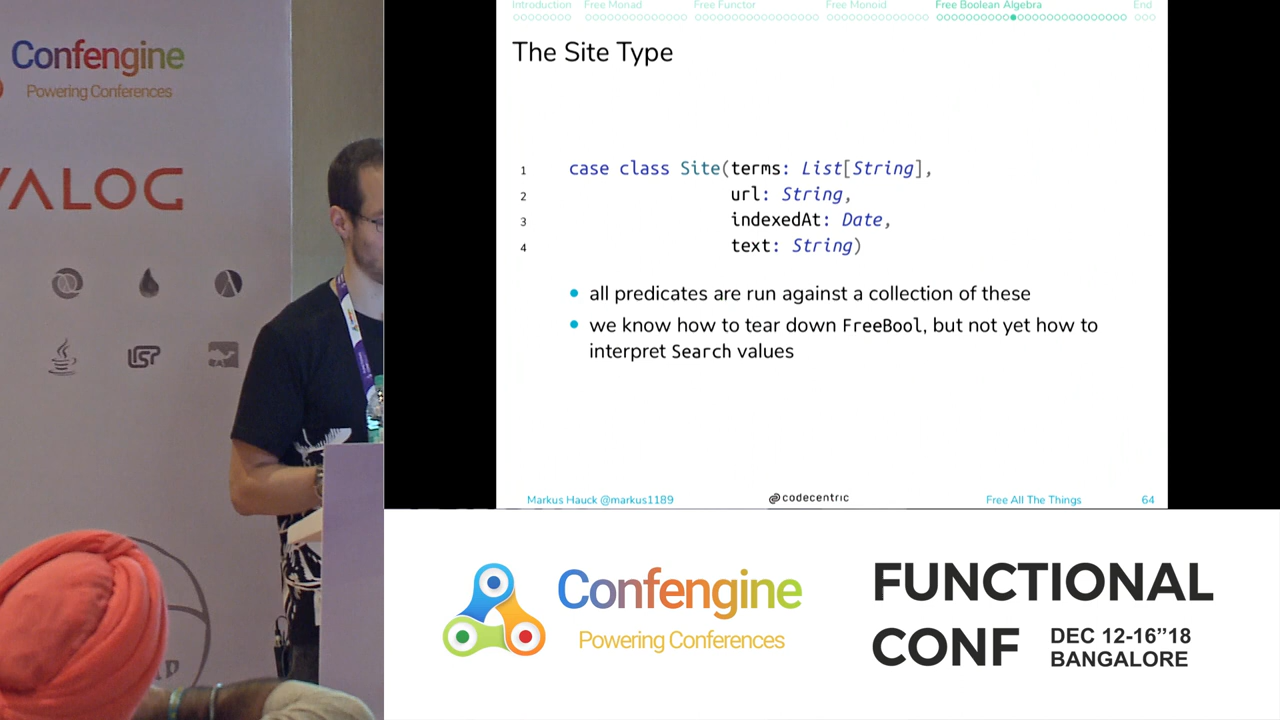 Confengine
Powering Conferences
YALOG
LISP
Introduction Free Monad Free Functor Free Monoid Free Boolean Algebra End
The Site Type
1 case class Site(terms: List[String],
2 url: String,
3 indexedAt: Date,
4 text: String)
• all predicates are run against a collection of these
• we know how to tear down FreeBool, but not yet how to
interpret Search values
Markus Hauck @markus1189 codecentric Free All The Things 64
Confengine
Powering Conferences
FUNCTIONAL
CONF DEC 12-16”18
BANGALORE